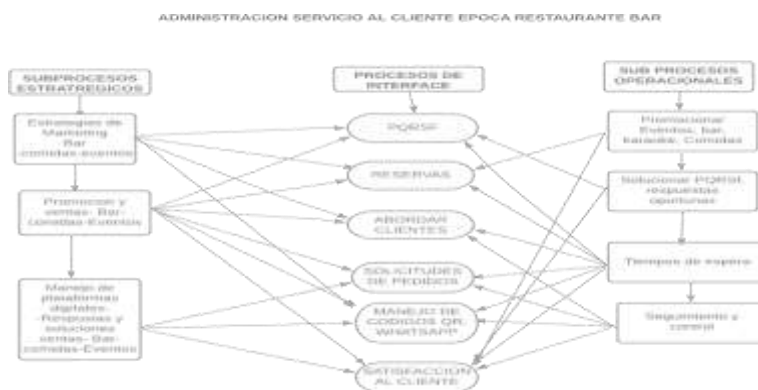 ADMINISTRACION SERVICIO AL CLIENTE EPOCA RESTAURANTE BAR
SUBPROCESOS
ESTRATREGICOS
Estrategias de
Marketing
Bar
comidas-eventos
Promocion y
ventas- Bar-
comidas-Eventos
Manejo de
plataformas
digitales-
-Respusas y
soluciones
ventas- Bar-
comidas-Eventos
PROCESOS DE
INTERFACE
PQRSF
RESERVAS
ABORDAR
CLIENTES
SOLICITUDES
DE PEDIDOS
MANEJO DE
CODIGOS QR,
WHATSAPP
SATISFACCION
AL CLIENTE
SUB PROCESOS
OPERACIONALES
Promocionar
Eventos, bar,
karaoke, Comidas
Solucionar PQRSF,
respuestas
oportunas
Tiempos de espera
Seguimiento y
control